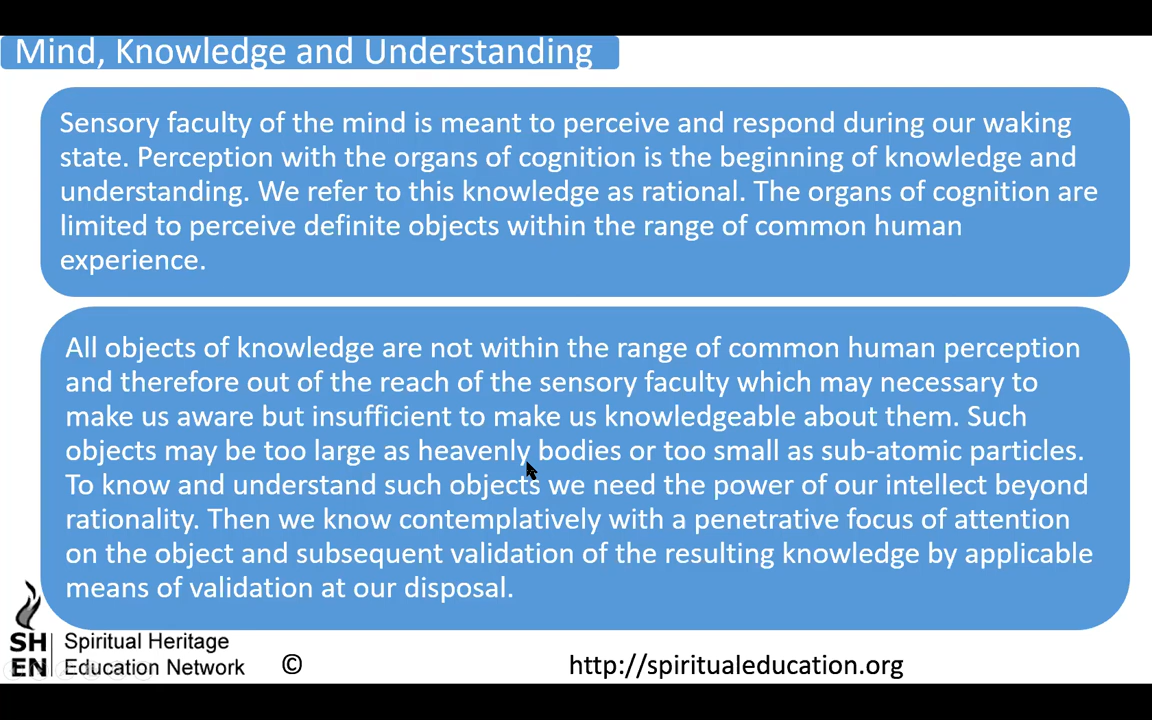 Mind, Knowledge and Understanding
Sensory faculty of the mind is meant to perceive and respond during our waking
state. Perception with the organs of cognition is the beginning of knowledge and
understanding. We refer to this knowledge as rational. The organs of cognition are
limited to perceive definite objects within the range of common human
experience.
All objects of knowledge are not within the range of common human perception
and therefore out of the reach of the sensory faculty which may necessary to
make us aware but insufficient to make us knowledgeable about them. Such
objects may be too large as heavenly bodies or too small as sub-atomic particles.
To know and understand such objects we need the power of our intellect beyond
rationality. Then we know contemplatively with a penetrative focus of attention
on the object and subsequent validation of the resulting knowledge by applicable
means of validation at our disposal.
SH
EN
Spiritual Heritage
Education Network
©
http://spiritualeducation.org